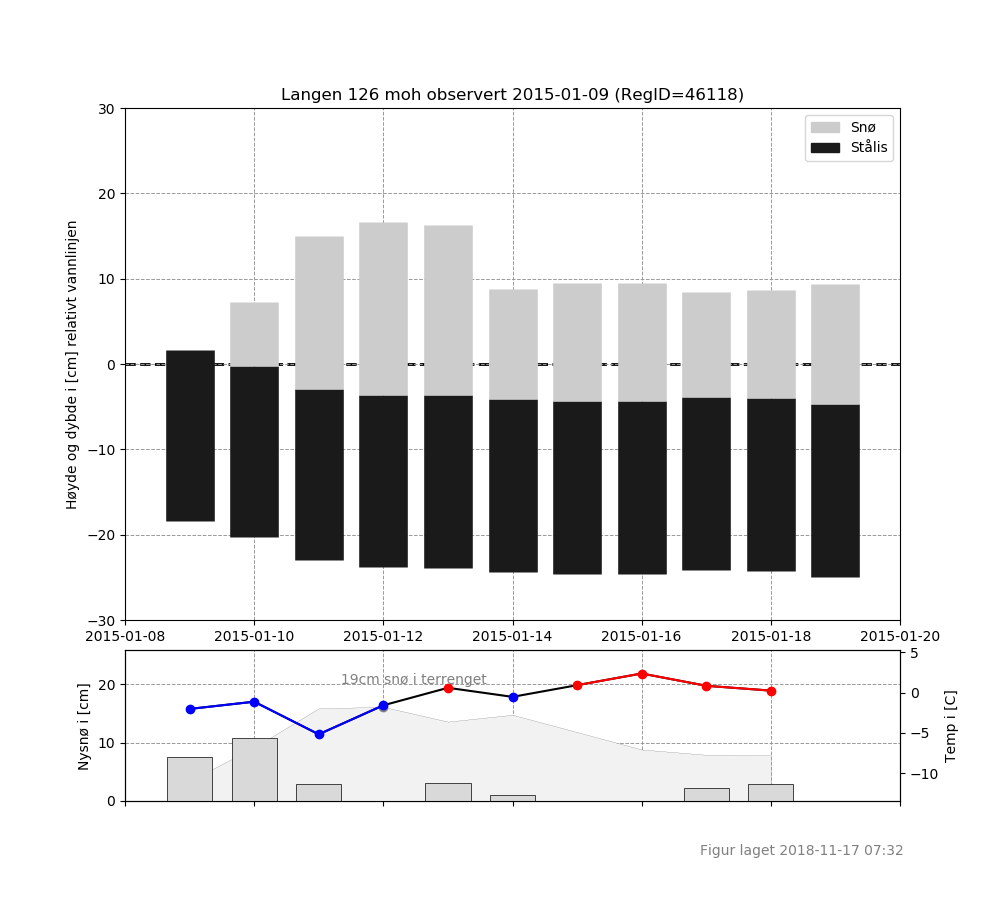 Langen 126 moh observert 2015-01-09 (RegID=46118)
Snø
Stålis
Høyde og dybde i [cm] relativt vannlinjen
30
20
10
0
−10
−20
−30
2015-01-08 2015-01-10 2015-01-12 2015-01-14 2015-01-16 2015-01-18 2015-01-20
19cm snø i terrenget
Nysnø i [cm]
20
10
0
5
0
−5
−10
Temp i [C]
Figur laget 2018-11-17 07:32